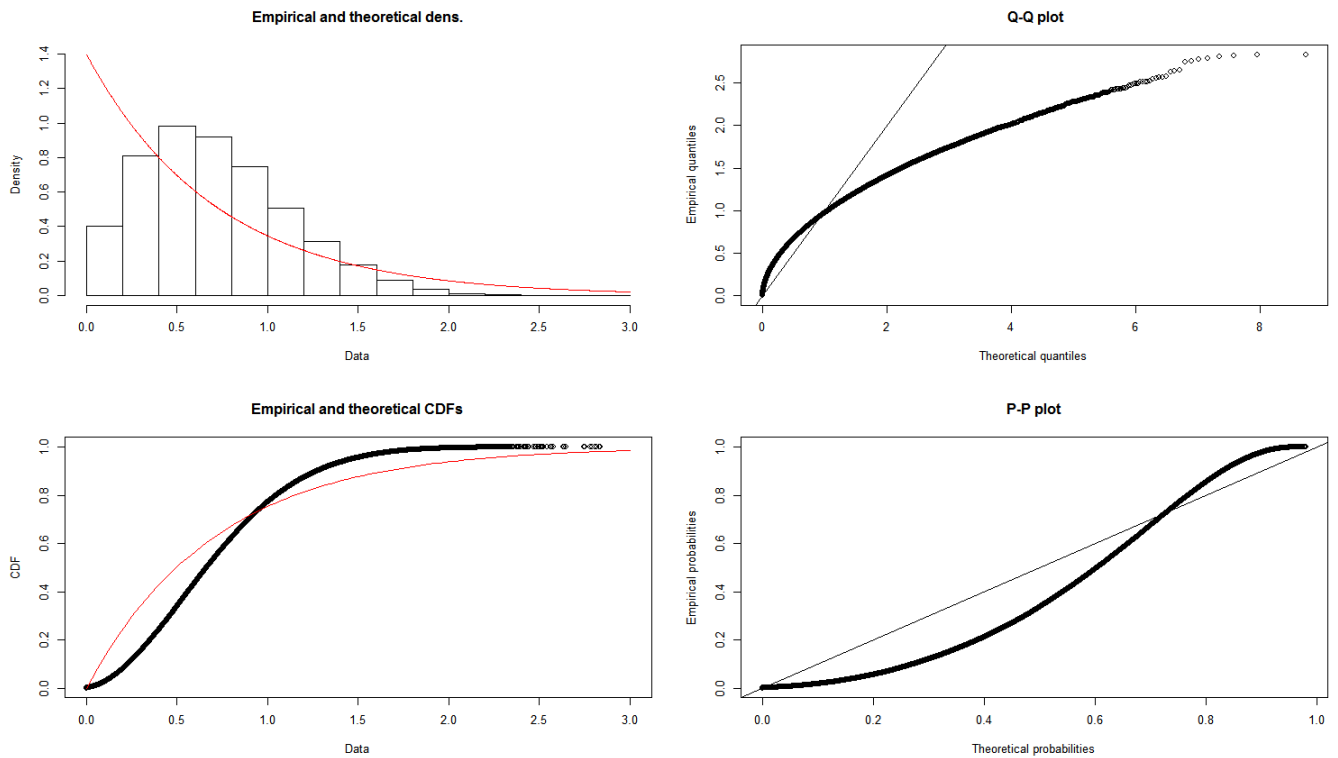 Empirical and theoretical dens.
Density
0.0 0.2 0.4 0.6 0.8 1.0 1.2 1.4
0.0 0.5 1.0 1.5 2.0 2.5 3.0
Data
Q-Q plot
Empirical quantiles
0.0 0.5 1.0 1.5 2.0 2.5
0 2 4 6 8
Theoretical quantiles
Empirical and theoretical CDFs
CDF
0.0 0.2 0.4 0.6 0.8 1.0
0.0 0.5 1.0 1.5 2.0 2.5 3.0
Data
P-P plot
Empirical probabilities
0.0 0.2 0.4 0.6 0.8 1.0
0.0 0.2 0.4 0.6 0.8 1.0
Theoretical probabilities